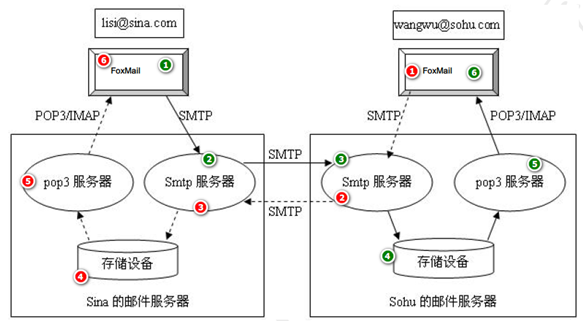 lisi@sina.com
wangwu@sohu.com
6 FoxMail 1
1 FoxMail 6
POP3/IMAP
SMTP
SMTP
POP3/IMAP
5 pop3 服务器
2 Smtp 服务器 3
SMTP
SMTP
3 Smtp 服务器 2
5 pop3 服务器
4 存储设备
4 存储设备
Sina 的邮件服务器
Sohu 的邮件服务器